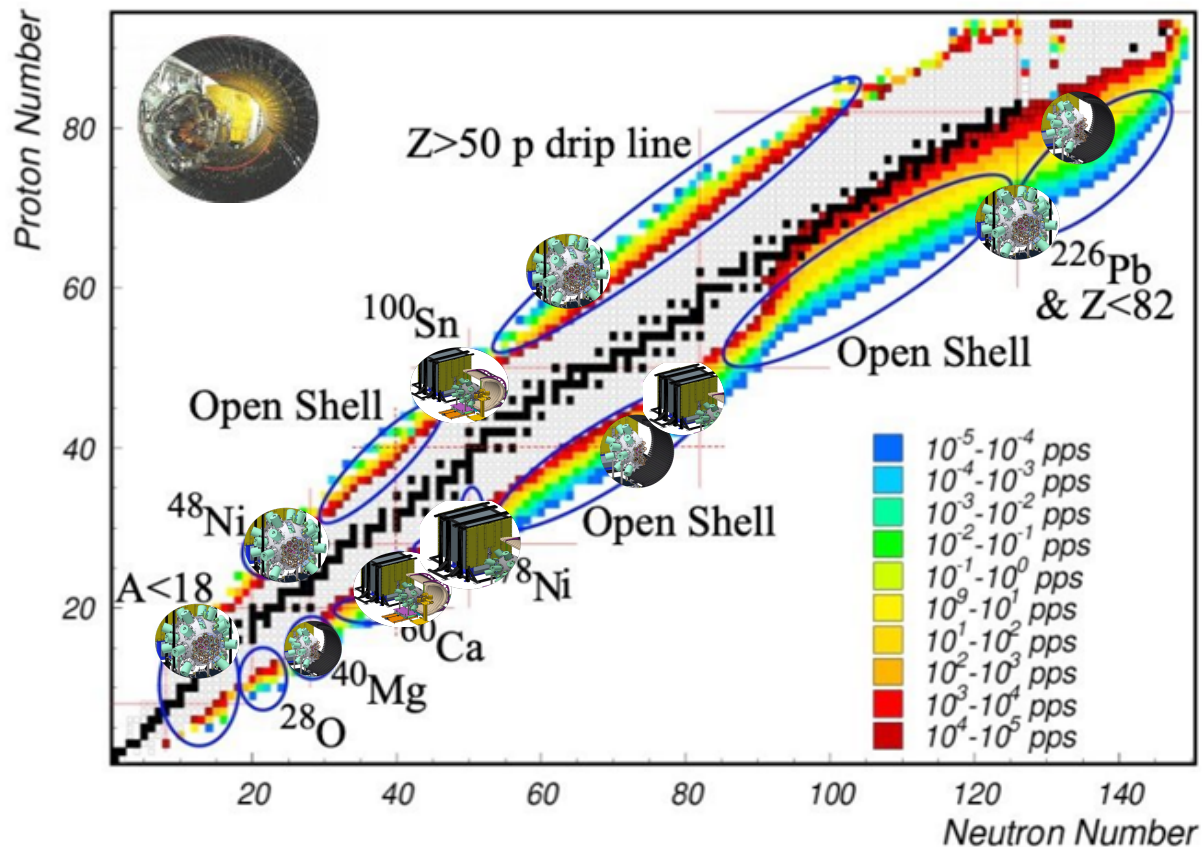 Proton Number
80
60
40
20
Z>50 p drip line
¹⁰⁰Sn
Open Shell
⁴⁸Ni
A<18
²²⁶Pb
& Z<82
Open Shell
Open Shell
⁷⁸Ni
⁶⁰Ca
⁴⁰Mg
²⁸O
10⁻⁵-10⁻⁴ pps
10⁻⁴-10⁻³ pps
10⁻³-10⁻² pps
10⁻²-10⁻¹ pps
10⁻¹-10⁰ pps
10⁹-10¹ pps
10¹-10² pps
10²-10³ pps
10³-10⁴ pps
10⁴-10⁵ pps
20 40 60 80 100 120 140
Neutron Number